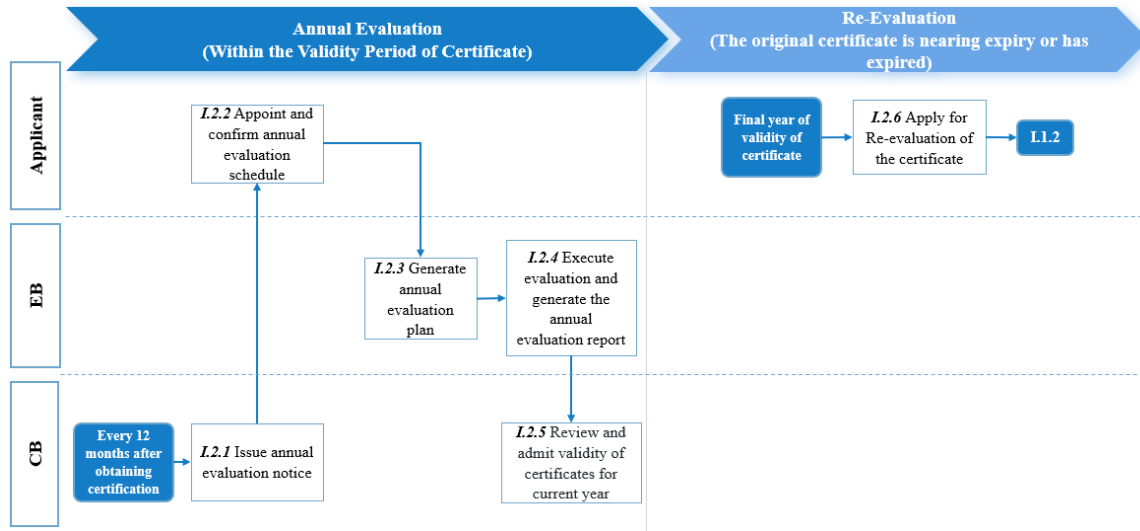 Annual Evaluation
(Within the Validity Period of Certificate)
Re-Evaluation
(The original certificate is nearing expiry or has
expired)
Applicant
I.2.2 Appoint and
confirm annual
evaluation
schedule
Final year of
validity of
certificate
I.2.6 Apply for
Re-evaluation of
the certificate
I.1.2
EB
I.2.3 Generate
annual
evaluation
plan
I.2.4 Execute
evaluation and
generate the
annual
evaluation report
CB
Every 12
months after
obtaining
certification
I.2.1 Issue annual
evaluation notice
I.2.5 Review and
admit validity of
certificates for
current year